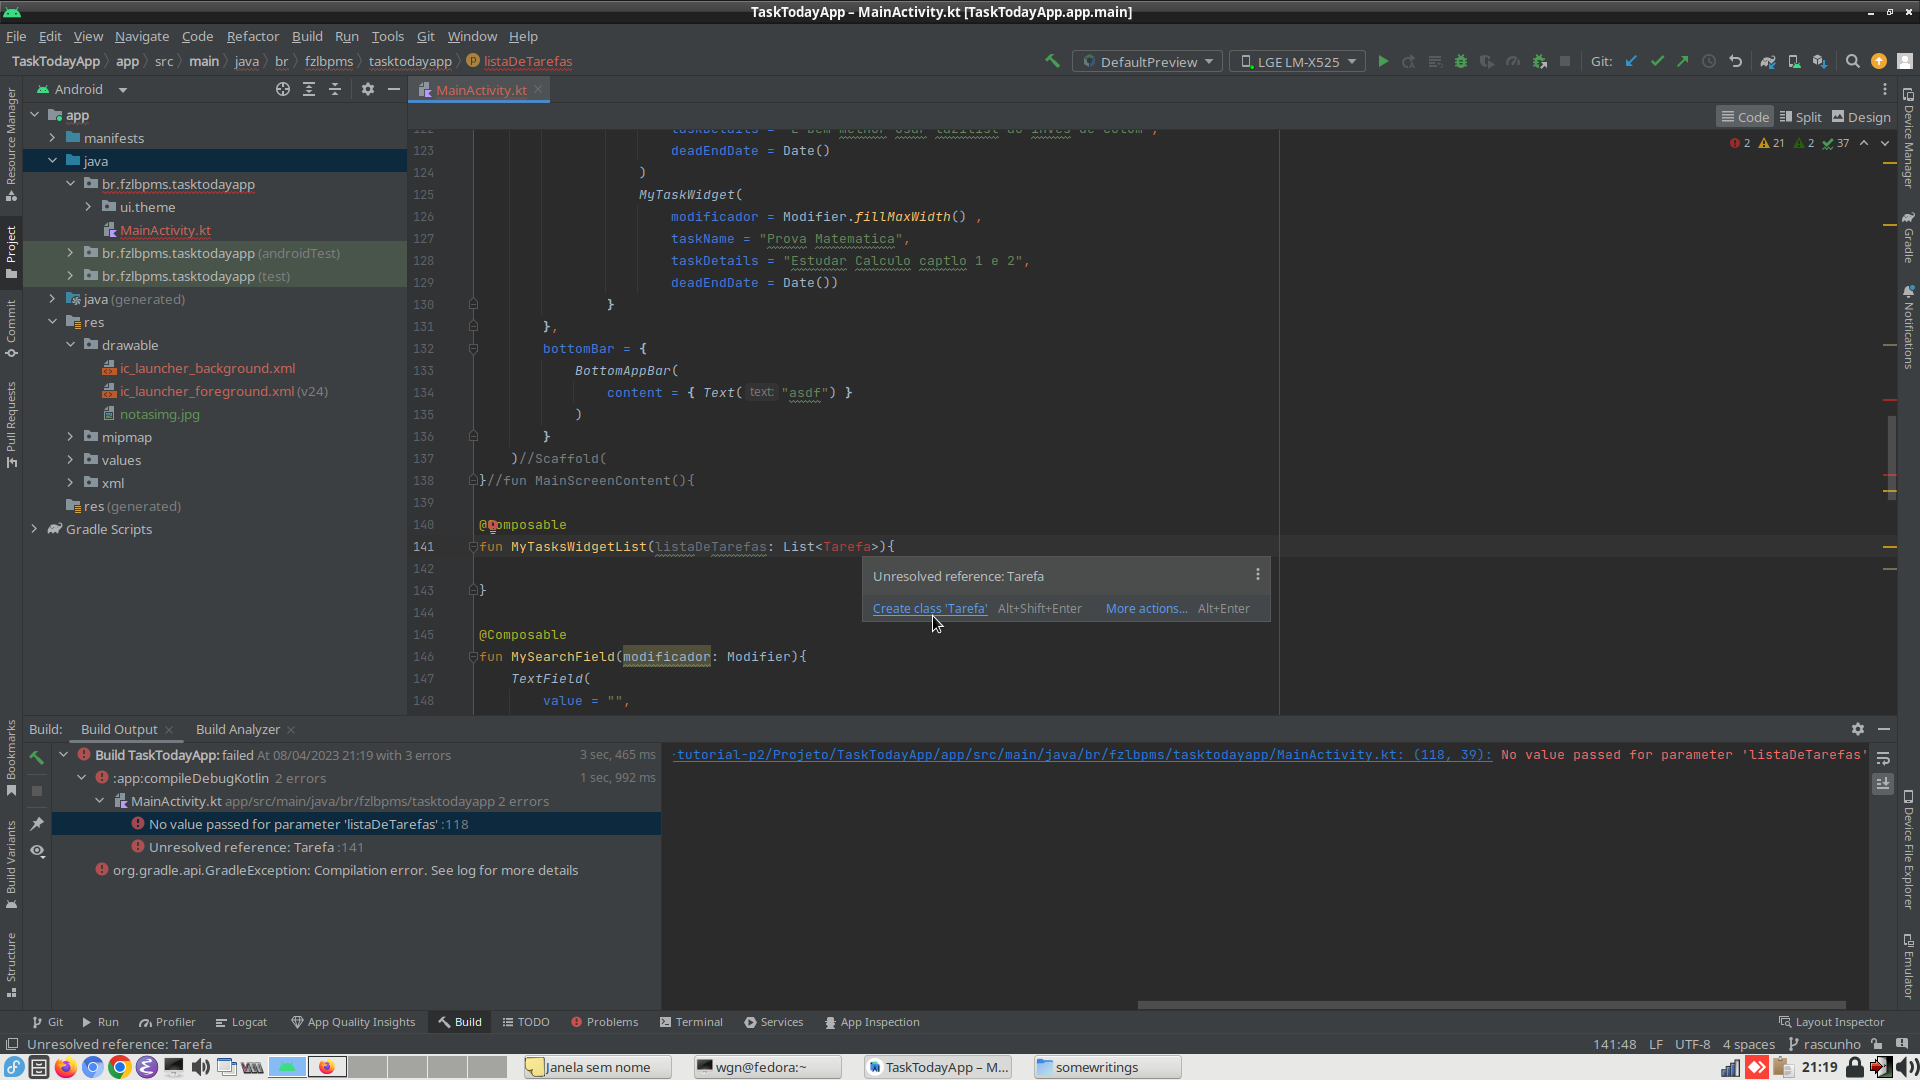 TaskTodayApp – MainActivity.kt [TaskTodayApp.app.main]
File Edit View Navigate Code Refactor Build Run Tools Git Window Help
TaskTodayApp app src main java br fzlbpms tasktodayapp listaDeTarefas DefaultPreview LGE LM-X525 Git:
Android MainActivity.kt
Code Split Design
app
manifests
java
br.fzlbpms.tasktodayapp
ui.theme
MainActivity.kt
br.fzlbpms.tasktodayapp (androidTest)
br.fzlbpms.tasktodayapp (test)
java (generated)
res
drawable
ic_launcher_background.xml
ic_launcher_foreground.xml (v24)
notasimg.jpg
mipmap
values
xml
res (generated)
Gradle Scripts
2 21 2 37
123 deadEndDate = Date()
124 )
125 MyTaskWidget(
126 modificador = Modifier.fillMaxWidth() ,
127 taskName = "Prova Matematica",
128 taskDetails = "Estudar Calculo captlo 1 e 2",
129 deadEndDate = Date())
130 }
131 },
132 bottomBar = {
133 BottomAppBar(
134 content = { Text( text: "asdf") }
135 )
136 }
137 )//Scaffold(
138 }//fun MainScreenContent(){
139
140 @Composable
141 fun MyTasksWidgetList(listaDeTarefas: List<Tarefa>){
142
143 }
144
145 @Composable
146 fun MySearchField(modificador: Modifier){
147 TextField(
148 value = "",
Unresolved reference: Tarefa
Create class 'Tarefa' Alt+Shift+Enter More actions... Alt+Enter
Resource Manager
Project
Commit
Pull Requests
Bookmarks
Build Variants
Structure
Device Manager
Gradle
Notifications
Device File Explorer
Emulator
Build: Build Output Build Analyzer
Build TaskTodayApp: failed At 08/04/2023 21:19 with 3 errors 3 sec, 465 ms
:app:compileDebugKotlin 2 errors 1 sec, 992 ms
MainActivity.kt app/src/main/java/br/fzlbpms/tasktodayapp 2 errors
No value passed for parameter 'listaDeTarefas' :118
Unresolved reference: Tarefa :141
org.gradle.api.GradleException: Compilation error. See log for more details
-tutorial-p2/Projeto/TaskTodayApp/app/src/main/java/br/fzlbpms/tasktodayapp/MainActivity.kt: (118, 39): No value passed for parameter 'listaDeTarefas'
Git Run Profiler Logcat App Quality Insights Build TODO Problems Terminal Services App Inspection Layout Inspector
Unresolved reference: Tarefa 141:48 LF UTF-8 4 spaces rascunho
Janela sem nome wgn@fedora:~ TaskTodayApp – M... somewritings 21:19